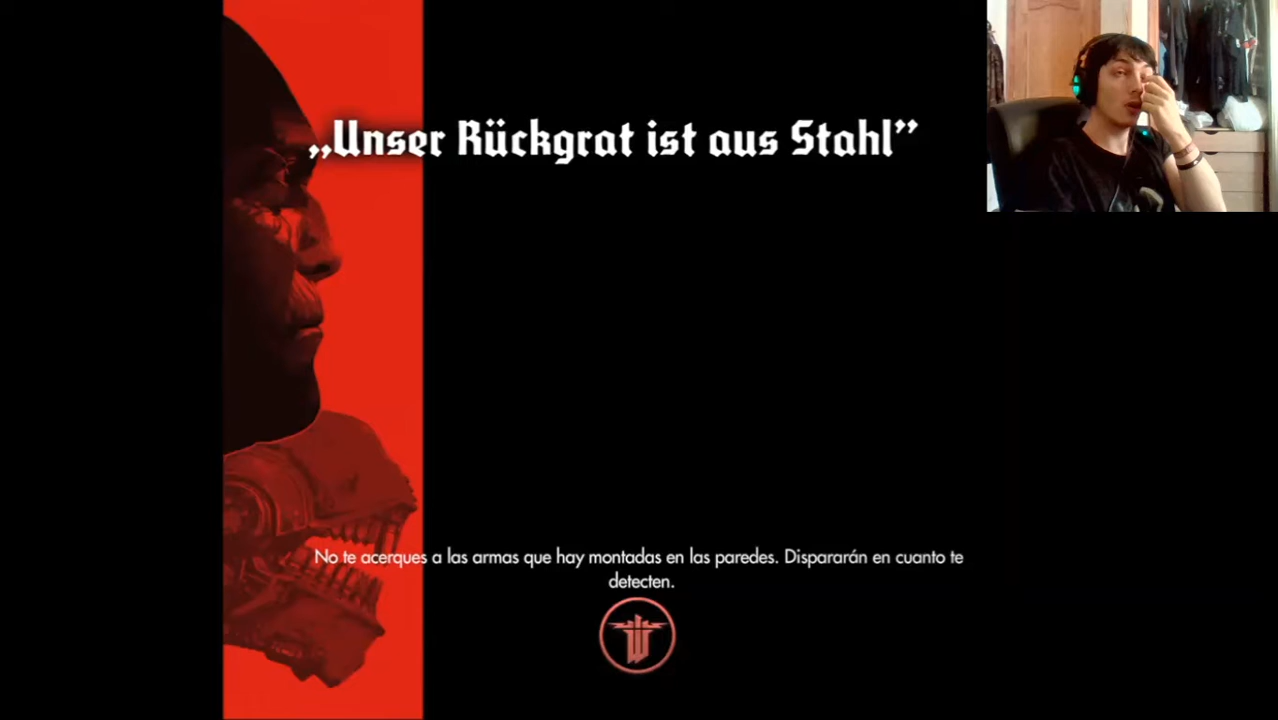 „Unser Rückgrat ist aus Stahl”
No te acerques a las armas que hay montadas en las paredes. Dispararán en cuanto te
detecten.